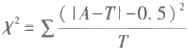 χ² = Σ (|A−T|−0.5)² / T